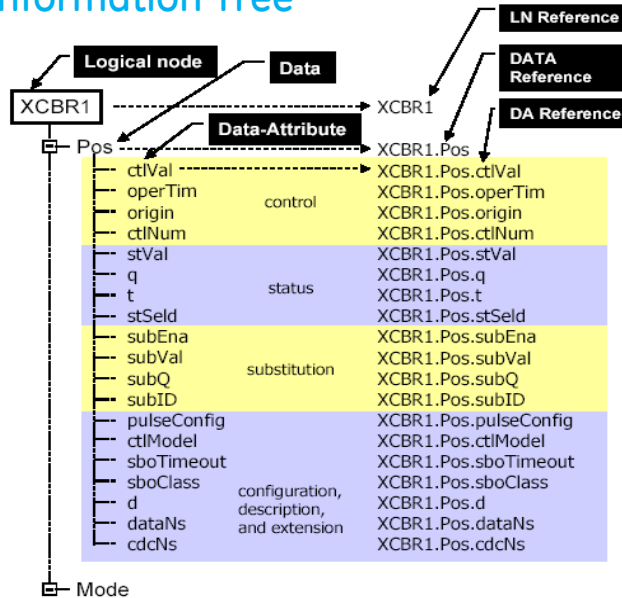 Information Tree
LN Reference
Logical node
Data
DATA
Reference
XCBR1
XCBR1
DA Reference
Data-Attribute
Pos
XCBR1.Pos
ctlVal
XCBR1.Pos.ctlVal
operTim
XCBR1.Pos.operTim
control
origin
XCBR1.Pos.origin
ctlNum
XCBR1.Pos.ctlNum
stVal
XCBR1.Pos.stVal
q
XCBR1.Pos.q
status
t
XCBR1.Pos.t
stSeld
XCBR1.Pos.stSeld
subEna
XCBR1.Pos.subEna
subVal
XCBR1.Pos.subVal
substitution
subQ
XCBR1.Pos.subQ
subID
XCBR1.Pos.subID
pulseConfig
XCBR1.Pos.pulseConfig
ctlModel
XCBR1.Pos.ctlModel
sboTimeout
XCBR1.Pos.sboTimeout
sboClass
XCBR1.Pos.sboClass
configuration,
description,
and extension
d
XCBR1.Pos.d
dataNs
XCBR1.Pos.dataNs
cdcNs
XCBR1.Pos.cdcNs
Mode